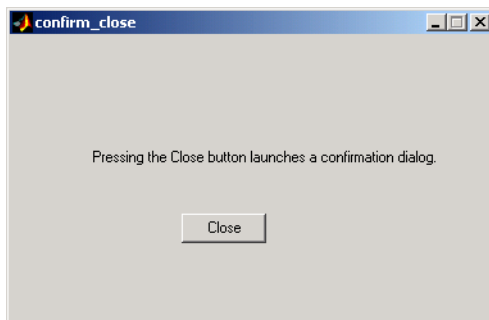 confirm_close
Pressing the Close button launches a confirmation dialog.
Close